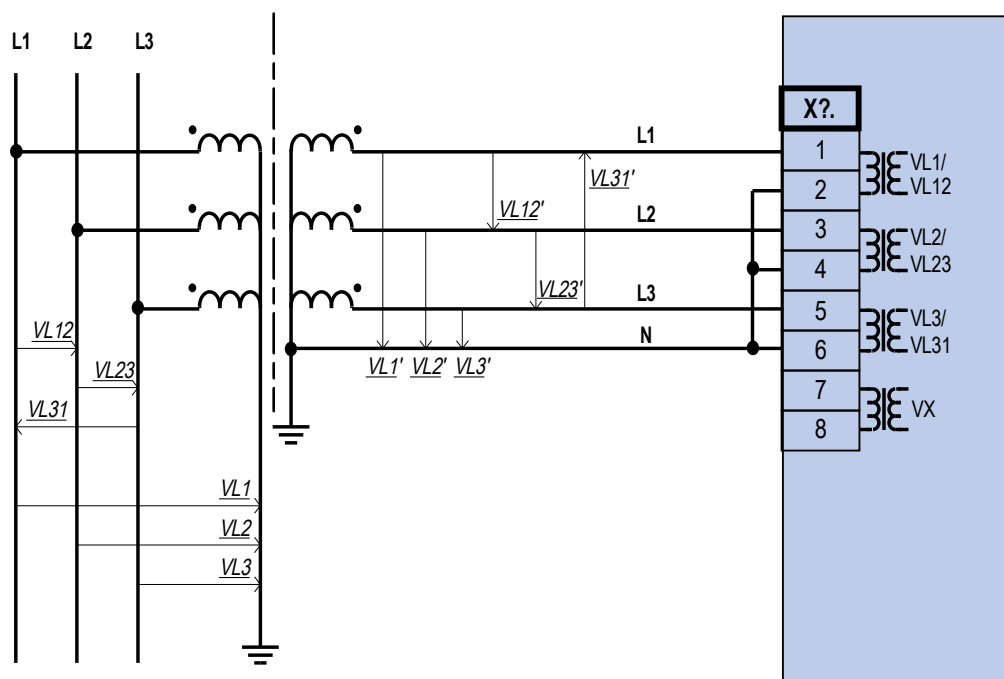 L1 L2 L3
X?.
L1
1
VL1/
VL31'
2
VL12
VL12'
L2
3
VL2/
4
VL23
VL23'
L3
5
VL3/
VL12
N
6
VL31
VL23
VL1' VL2' VL3'
7
VL31
VX
8
VL1
VL2
VL3